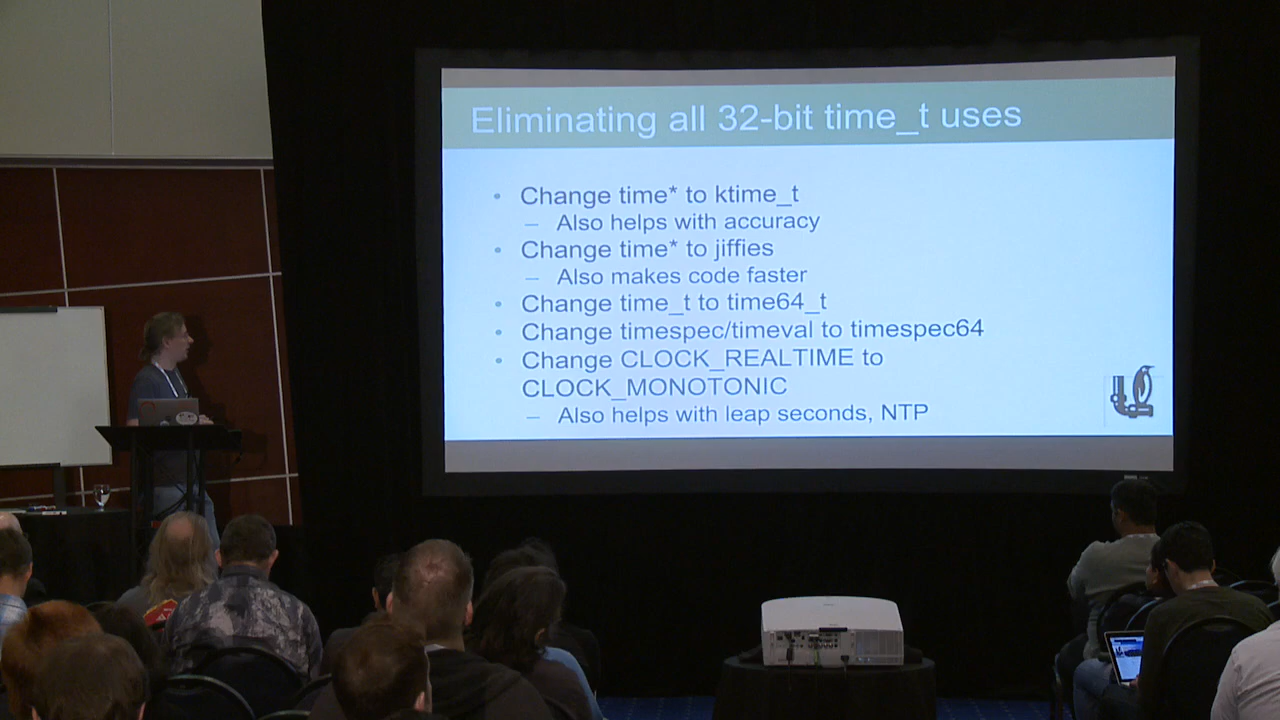 Eliminating all 32-bit time_t uses
• Change time* to ktime_t
– Also helps with accuracy
• Change time* to jiffies
– Also makes code faster
• Change time_t to time64_t
• Change timespec/timeval to timespec64
• Change CLOCK_REALTIME to
CLOCK_MONOTONIC
– Also helps with leap seconds, NTP